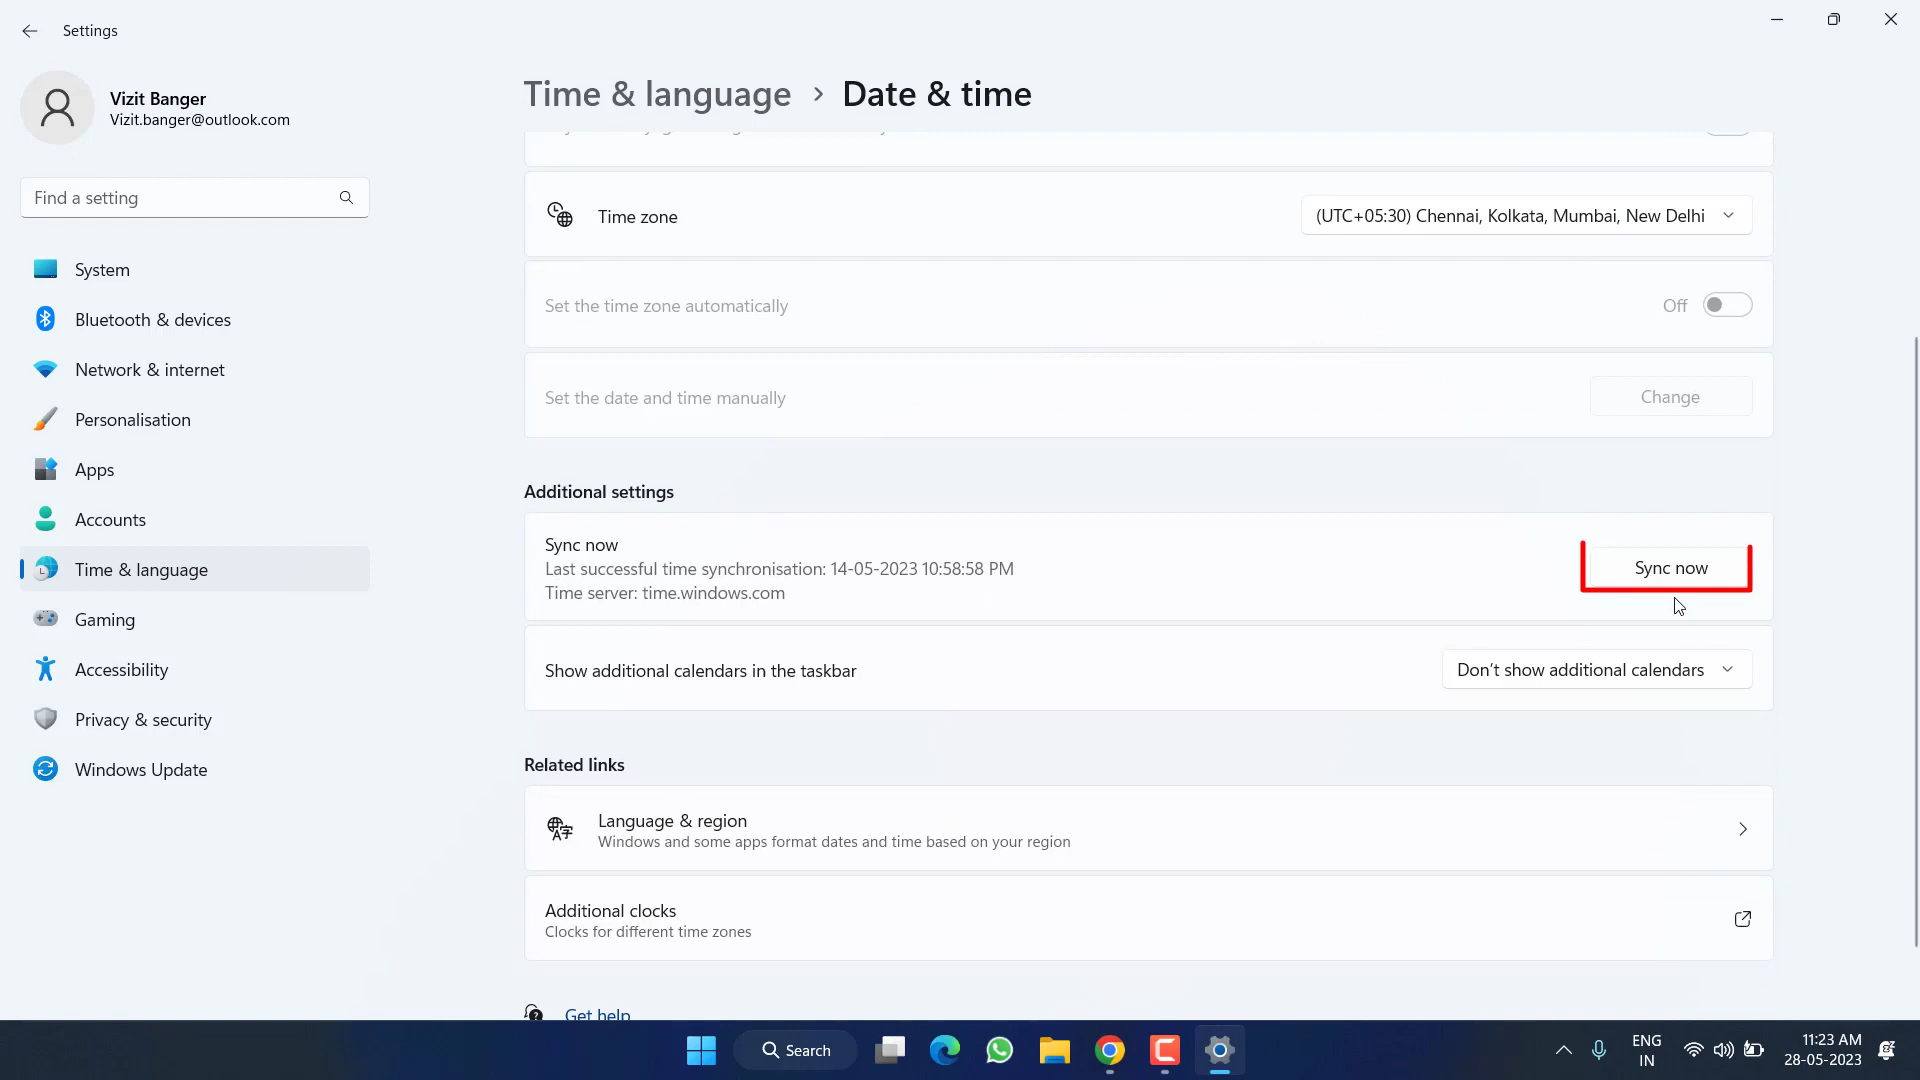 Settings
Vizit Banger
Vizit.banger@outlook.com
Find a setting
System
Bluetooth & devices
Network & internet
Personalisation
Apps
Accounts
Time & language
Gaming
Accessibility
Privacy & security
Windows Update
Time & language > Date & time
Time zone
(UTC+05:30) Chennai, Kolkata, Mumbai, New Delhi
Set the time zone automatically
Off
Set the date and time manually
Change
Additional settings
Sync now
Last successful time synchronisation: 14-05-2023 10:58:58 PM
Time server: time.windows.com
Sync now
Show additional calendars in the taskbar
Don't show additional calendars
Related links
Language & region
Windows and some apps format dates and time based on your region
Additional clocks
Clocks for different time zones
Get help
Search
ENG
IN
11:23 AM
28-05-2023